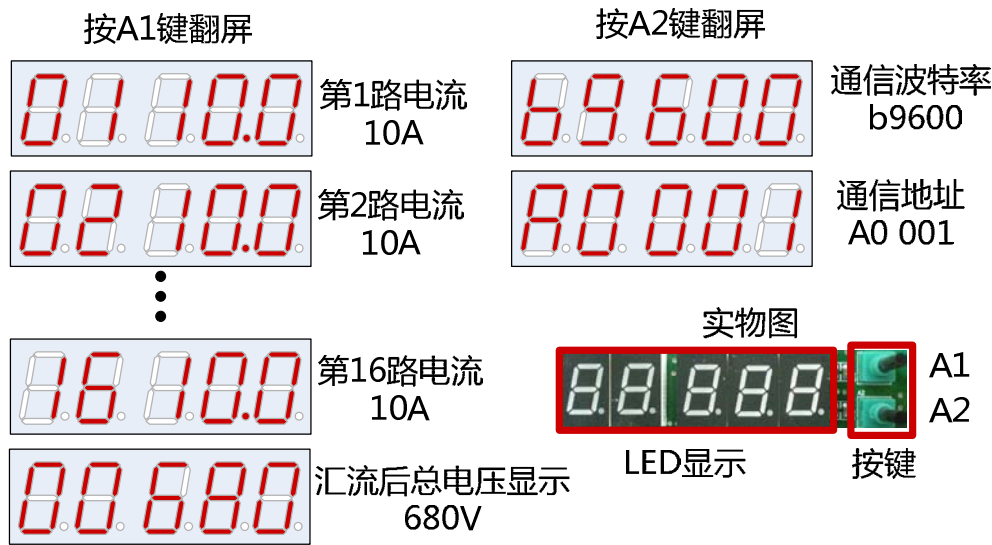 按A1键翻屏
01 10.0
第1路电流
10A
02 10.0
第2路电流
10A
16 10.0
第16路电流
10A
00 680
汇流后总电压显示
680V
按A2键翻屏
b9600
通信波特率
b9600
A0 001
通信地址
A0 001
实物图
A1
A2
LED显示
按键